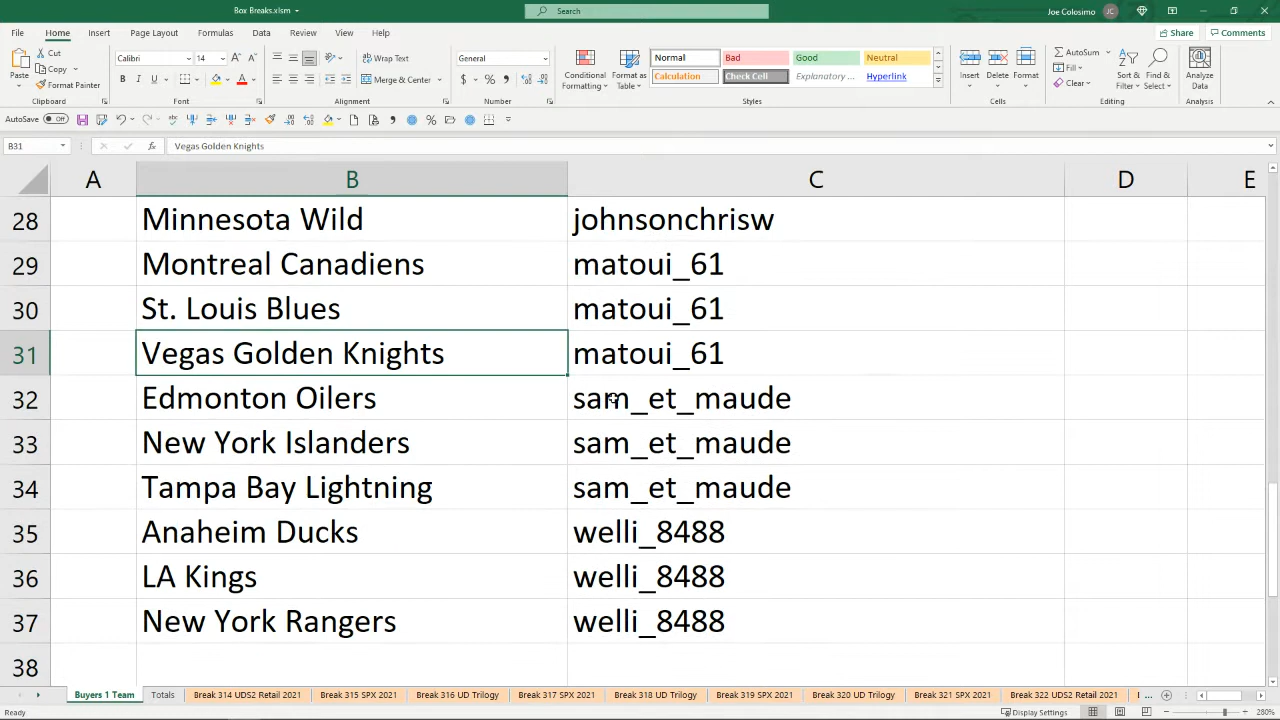 Box Breaks.xlsm
Search
Joe Colosimo JC
File Home Insert Page Layout Formulas Data Review View Help
Share Comments
Paste
Cut
Copy
Format Painter
Clipboard
Calibri 14
B I U
Font
Wrap Text
Merge & Center
Alignment
General
$ % ,
Number
Conditional Formatting
Format as Table
Normal Bad Good Neutral
Calculation Check Cell Explanatory ... Hyperlink
Styles
Insert Delete Format
Cells
AutoSum
Fill
Clear
Sort & Filter
Find & Select
Editing
Analyze Data
Analysis
AutoSave Off
B31 fx Vegas Golden Knights
A B C D E
28 Minnesota Wild johnsonchrisw
29 Montreal Canadiens matoui_61
30 St. Louis Blues matoui_61
31 Vegas Golden Knights matoui_61
32 Edmonton Oilers sam_et_maude
33 New York Islanders sam_et_maude
34 Tampa Bay Lightning sam_et_maude
35 Anaheim Ducks welli_8488
36 LA Kings welli_8488
37 New York Rangers welli_8488
38
Buyers 1 Team Totals Break 314 UDS2 Retail 2021 Break 315 SPX 2021 Break 316 UD Trilogy Break 317 SPX 2021 Break 318 UD Trilogy Break 319 SPX 2021 Break 320 UD Trilogy Break 321 SPX 2021 Break 322 UDS2 Retail 2021 ...
Ready Display Settings 280%